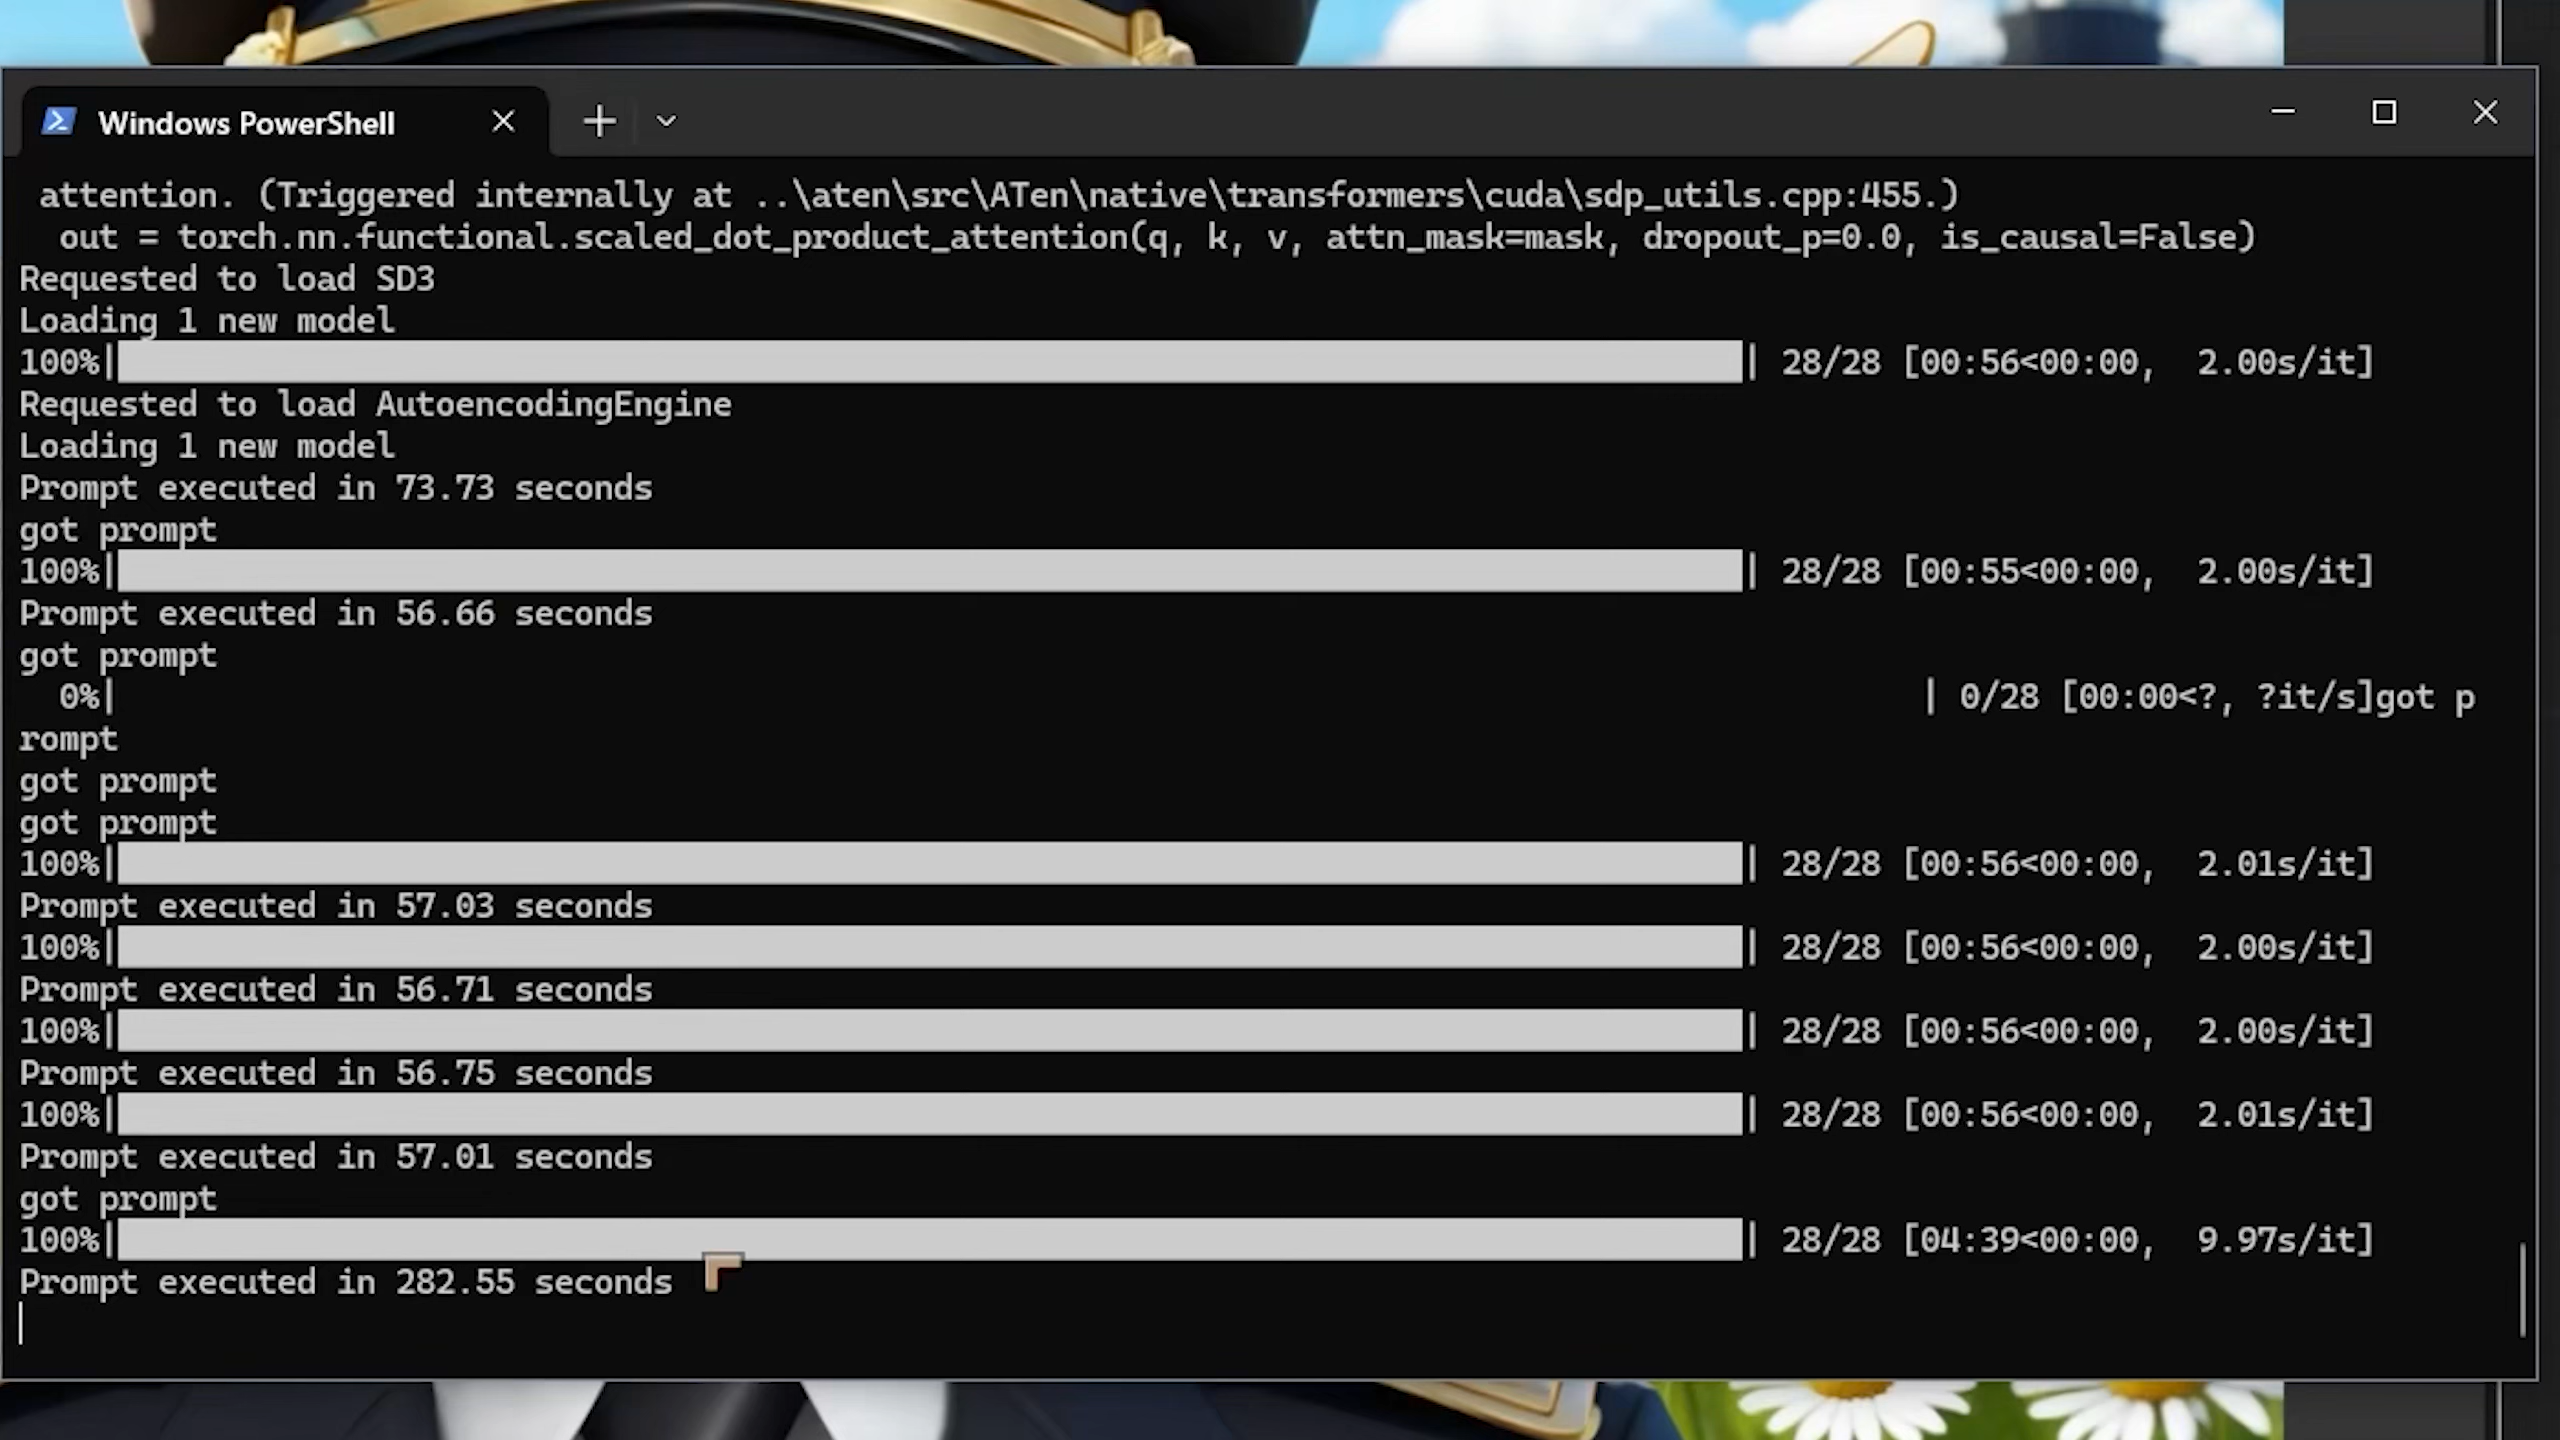 Windows PowerShell
attention. (Triggered internally at ..\aten\src\ATen\native\transformers\cuda\sdp_utils.cpp:455.)
out = torch.nn.functional.scaled_dot_product_attention(q, k, v, attn_mask=mask, dropout_p=0.0, is_causal=False)
Requested to load SD3
Loading 1 new model
100%| | 28/28 [00:56<00:00, 2.00s/it]
Requested to load AutoencodingEngine
Loading 1 new model
Prompt executed in 73.73 seconds
got prompt
100%| | 28/28 [00:55<00:00, 2.00s/it]
Prompt executed in 56.66 seconds
got prompt
0%| | 0/28 [00:00<?, ?it/s]got p
rompt
got prompt
got prompt
100%| | 28/28 [00:56<00:00, 2.01s/it]
Prompt executed in 57.03 seconds
100%| | 28/28 [00:56<00:00, 2.00s/it]
Prompt executed in 56.71 seconds
100%| | 28/28 [00:56<00:00, 2.00s/it]
Prompt executed in 56.75 seconds
100%| | 28/28 [00:56<00:00, 2.01s/it]
Prompt executed in 57.01 seconds
got prompt
100%| | 28/28 [04:39<00:00, 9.97s/it]
Prompt executed in 282.55 seconds